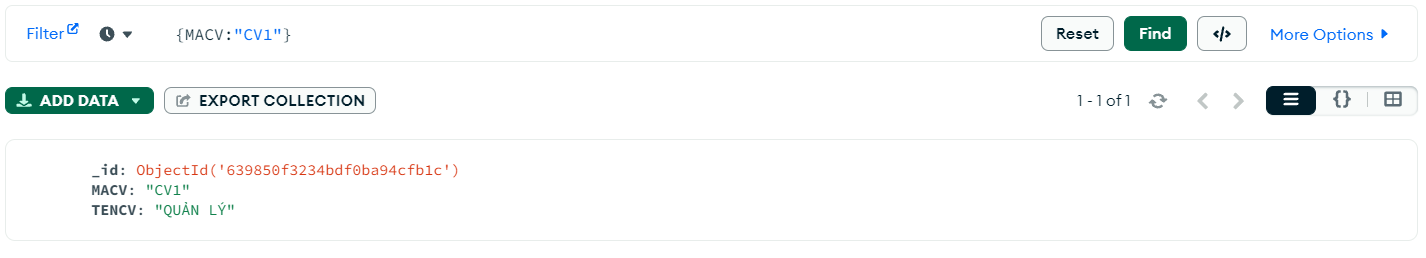 Filter {MACV:"CV1"} Reset Find </> More Options
ADD DATA EXPORT COLLECTION 1 - 1 of 1 {}
_id: ObjectId('639850f3234bdf0ba94cfb1c')
MACV: "CV1"
TENCV: "QUẢN LÝ"